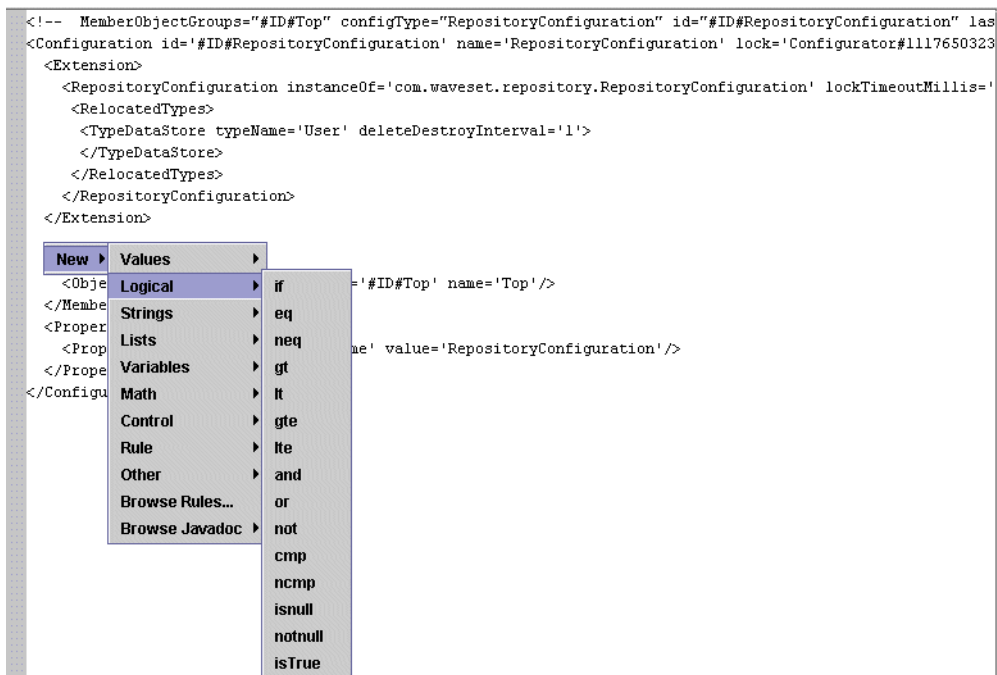 <!-- MemberObjectGroups="#ID#Top" configType="RepositoryConfiguration" id="#ID#RepositoryConfiguration" las
<Configuration id='#ID#RepositoryConfiguration' name='RepositoryConfiguration' lock='Configurator#1117650323
<Extension>
<RepositoryConfiguration instanceOf='com.waveset.repository.RepositoryConfiguration' lockTimeoutMillis='
<RelocatedTypes>
<TypeDataStore typeName='User' deleteDestroyInterval='1'>
</TypeDataStore>
</RelocatedTypes>
</RepositoryConfiguration>
</Extension>
New Values
<Obje Logical if ='#ID#Top' name='Top'/>
</Membe
Strings eq
<Proper
Lists neq
<Prop me' value='RepositoryConfiguration'/>
Variables gt
</Prope
Math lt
</Configu
Control gte
Rule lte
Other and
Browse Rules... or
Browse Javadoc not
cmp
ncmp
isnull
notnull
isTrue